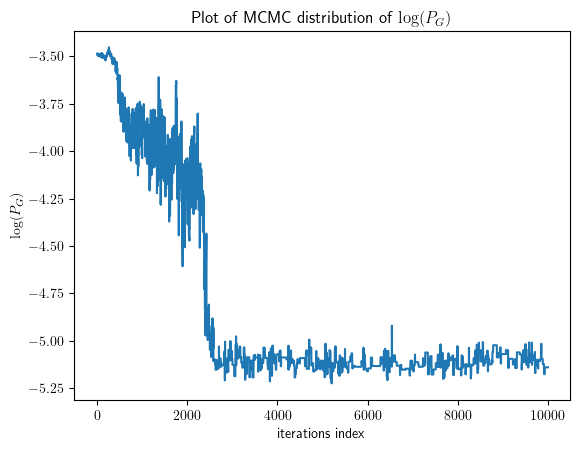 Plot of MCMC distribution of log(P_G)
log(P_G)
−3.50
−3.75
−4.00
−4.25
−4.50
−4.75
−5.00
−5.25
0 2000 4000 6000 8000 10000
iterations index